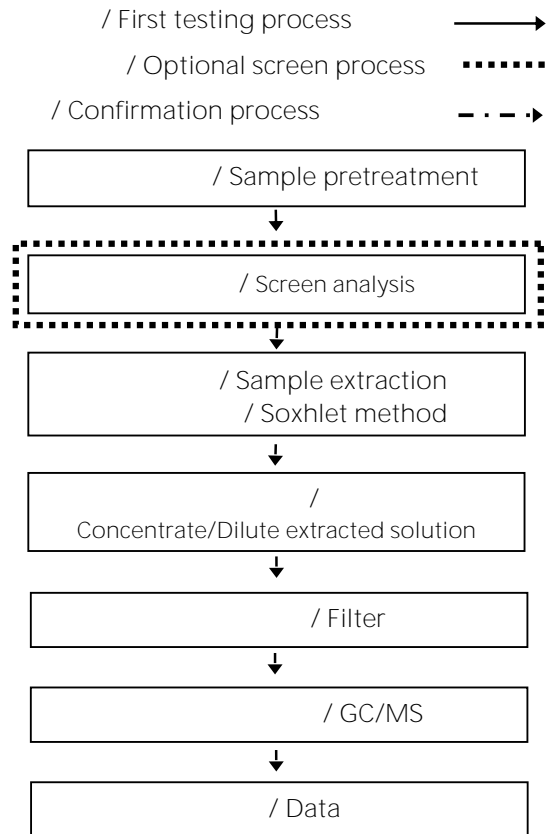 / First testing process
/ Optional screen process
/ Confirmation process
/ Sample pretreatment
/ Screen analysis
/ Sample extraction
/ Soxhlet method
/
Concentrate/Dilute extracted solution
/ Filter
/ GC/MS
/ Data